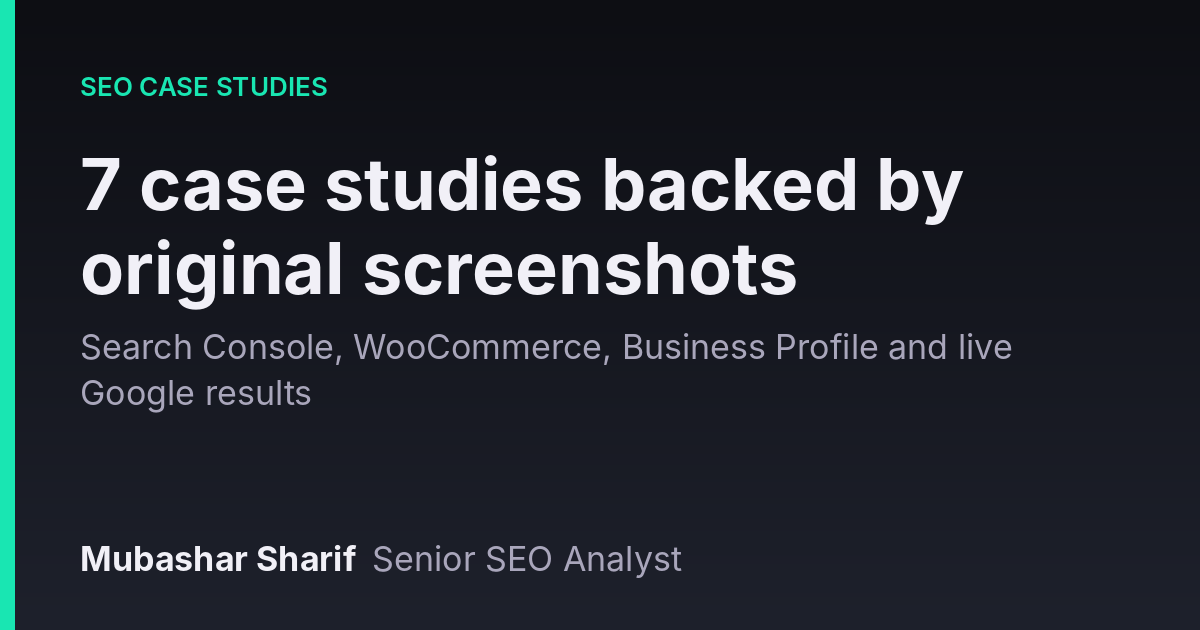 SEO CASE STUDIES
7 case studies backed by
original screenshots
Search Console, WooCommerce, Business Profile and live
Google results
Mubashar Sharif Senior SEO Analyst